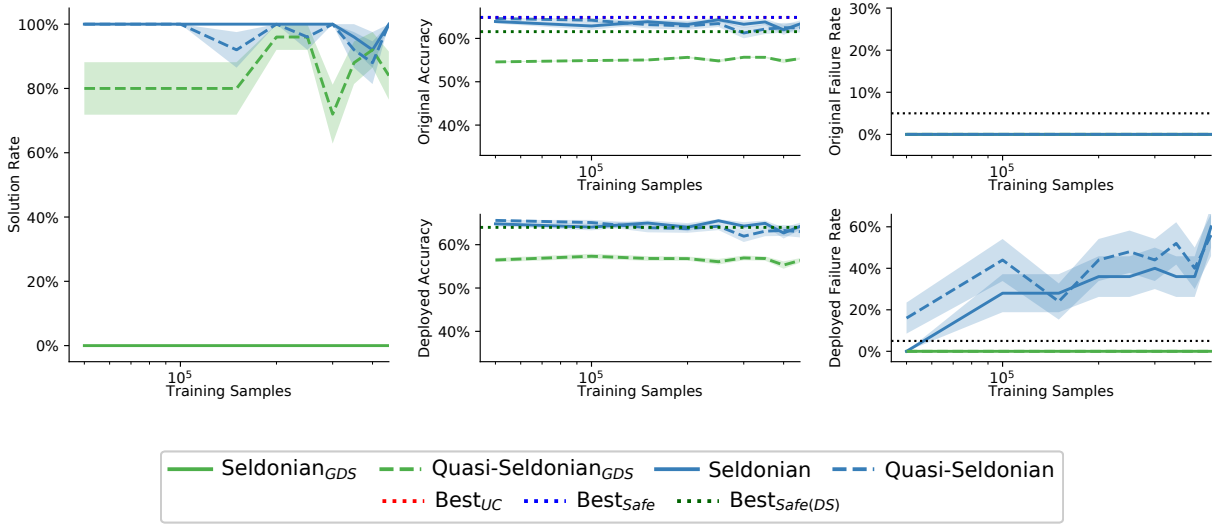 100%
80%
60%
40%
20%
0%
Solution Rate
10^5
Training Samples
60%
50%
40%
Original Accuracy
10^5
Training Samples
30%
20%
10%
0%
Original Failure Rate
10^5
Training Samples
60%
50%
40%
Deployed Accuracy
10^5
Training Samples
60%
40%
20%
0%
Deployed Failure Rate
10^5
Training Samples
Seldonian_GDS Quasi-Seldonian_GDS Seldonian Quasi-Seldonian
Best_UC Best_Safe Best_Safe(DS)